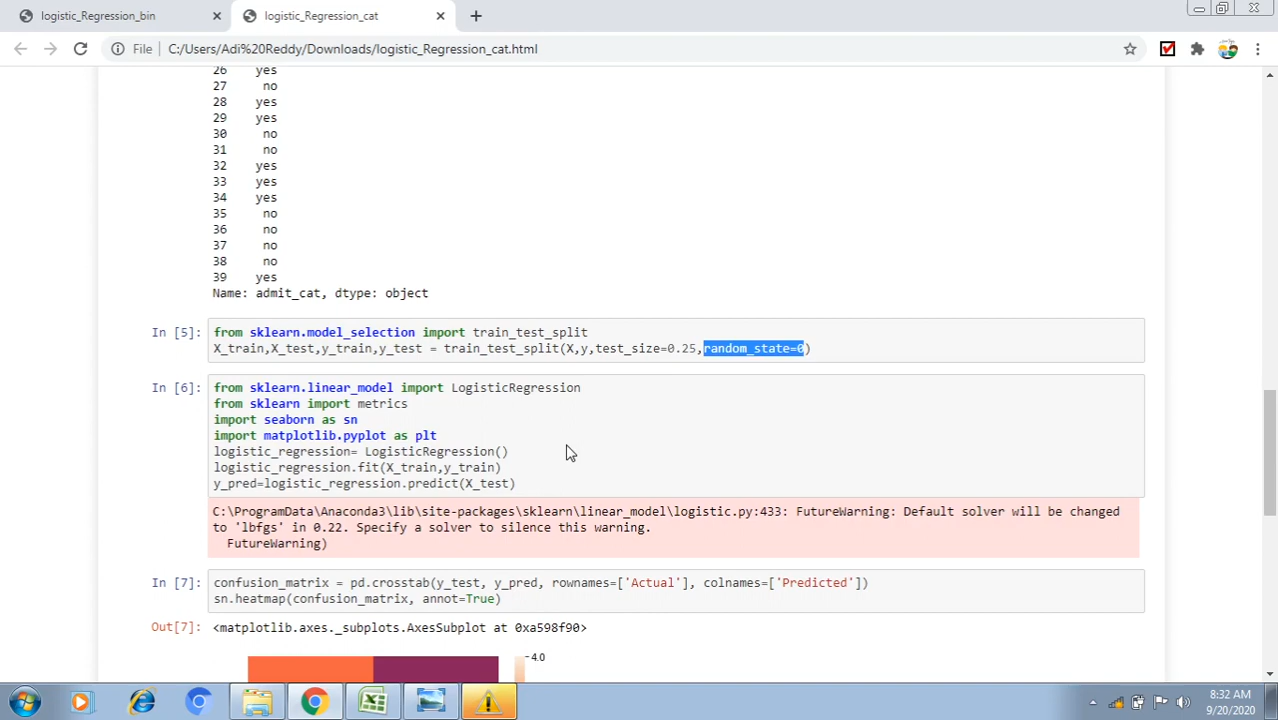 logistic_Regression_bin
logistic_Regression_cat
File
C:/Users/Adi%20Reddy/Downloads/logistic_Regression_cat.html
26 yes
27 no
28 yes
29 yes
30 no
31 no
32 yes
33 yes
34 yes
35 no
36 no
37 no
38 no
39 yes
Name: admit_cat, dtype: object
In [5]: from sklearn.model_selection import train_test_split
X_train,X_test,y_train,y_test = train_test_split(X,y,test_size=0.25,random_state=0)
In [6]: from sklearn.linear_model import LogisticRegression
from sklearn import metrics
import seaborn as sn
import matplotlib.pyplot as plt
logistic_regression= LogisticRegression()
logistic_regression.fit(X_train,y_train)
y_pred=logistic_regression.predict(X_test)
C:\ProgramData\Anaconda3\lib\site-packages\sklearn\linear_model\logistic.py:433: FutureWarning: Default solver will be changed
to 'lbfgs' in 0.22. Specify a solver to silence this warning.
FutureWarning)
In [7]: confusion_matrix = pd.crosstab(y_test, y_pred, rownames=['Actual'], colnames=['Predicted'])
sn.heatmap(confusion_matrix, annot=True)
Out[7]: <matplotlib.axes._subplots.AxesSubplot at 0xa598f90>
4.0
8:32 AM
9/20/2020